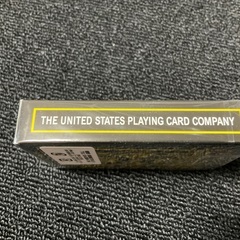 THE UNITED STATES PLAYING CARD COMPANY